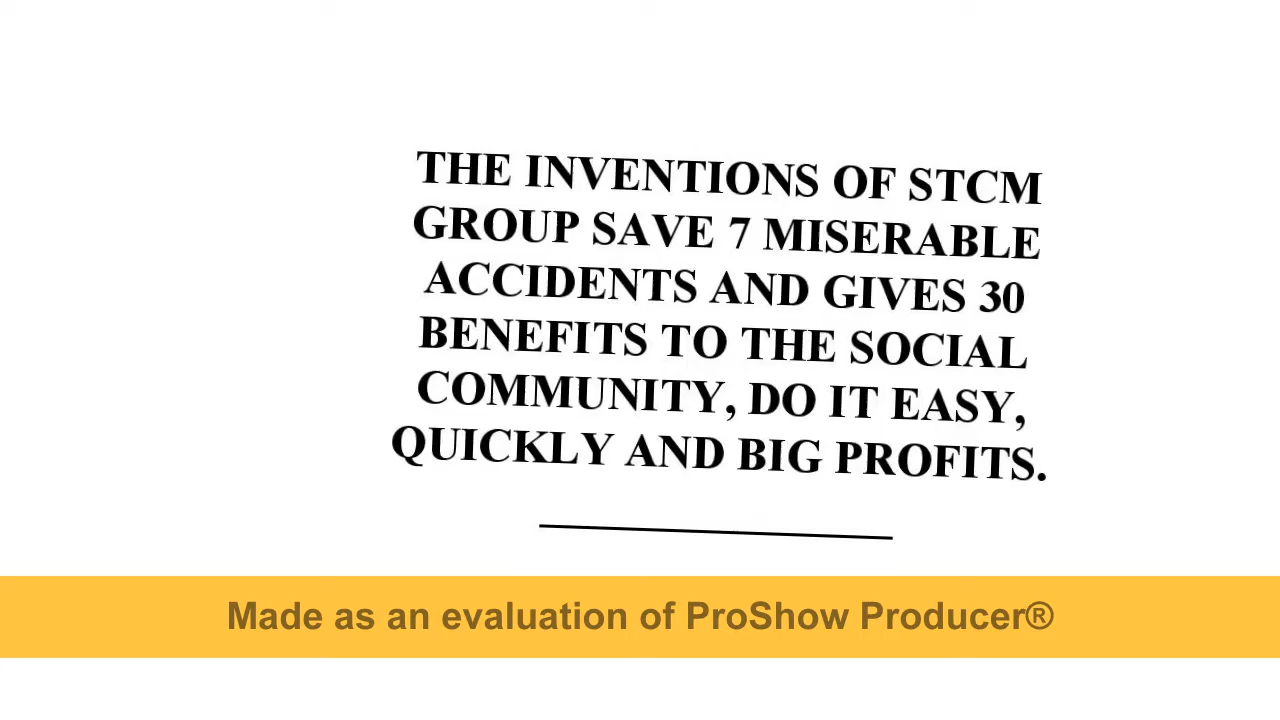 THE INVENTIONS OF STCM
GROUP SAVE 7 MISERABLE
ACCIDENTS AND GIVES 30
BENEFITS TO THE SOCIAL
COMMUNITY, DO IT EASY,
QUICKLY AND BIG PROFITS.
Made as an evaluation of ProShow Producer®